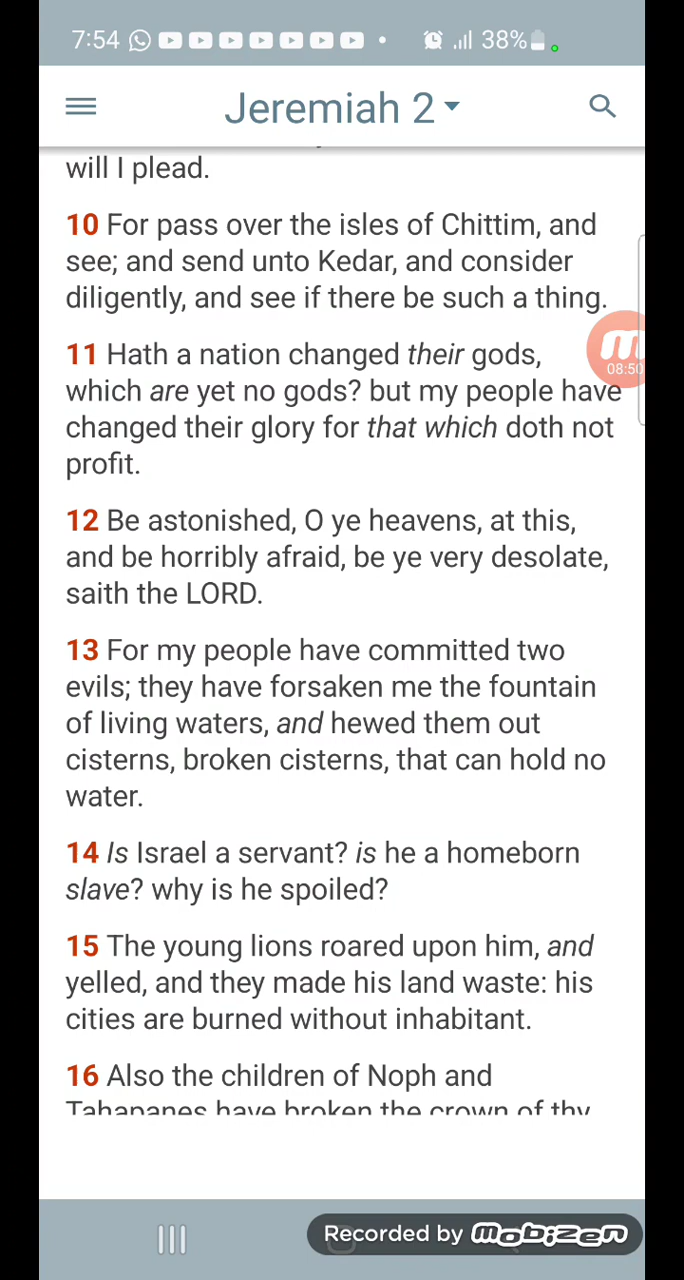 7:54 38%
Jeremiah 2
will I plead.
10 For pass over the isles of Chittim, and
see; and send unto Kedar, and consider
diligently, and see if there be such a thing.
11 Hath a nation changed their gods,
which are yet no gods? but my people have
changed their glory for that which doth not
profit.
08:50
12 Be astonished, O ye heavens, at this,
and be horribly afraid, be ye very desolate,
saith the LORD.
13 For my people have committed two
evils; they have forsaken me the fountain
of living waters, and hewed them out
cisterns, broken cisterns, that can hold no
water.
14 Is Israel a servant? is he a homeborn
slave? why is he spoiled?
15 The young lions roared upon him, and
yelled, and they made his land waste: his
cities are burned without inhabitant.
16 Also the children of Noph and
Tahapanes have broken the crown of thy
Recorded by mobizen